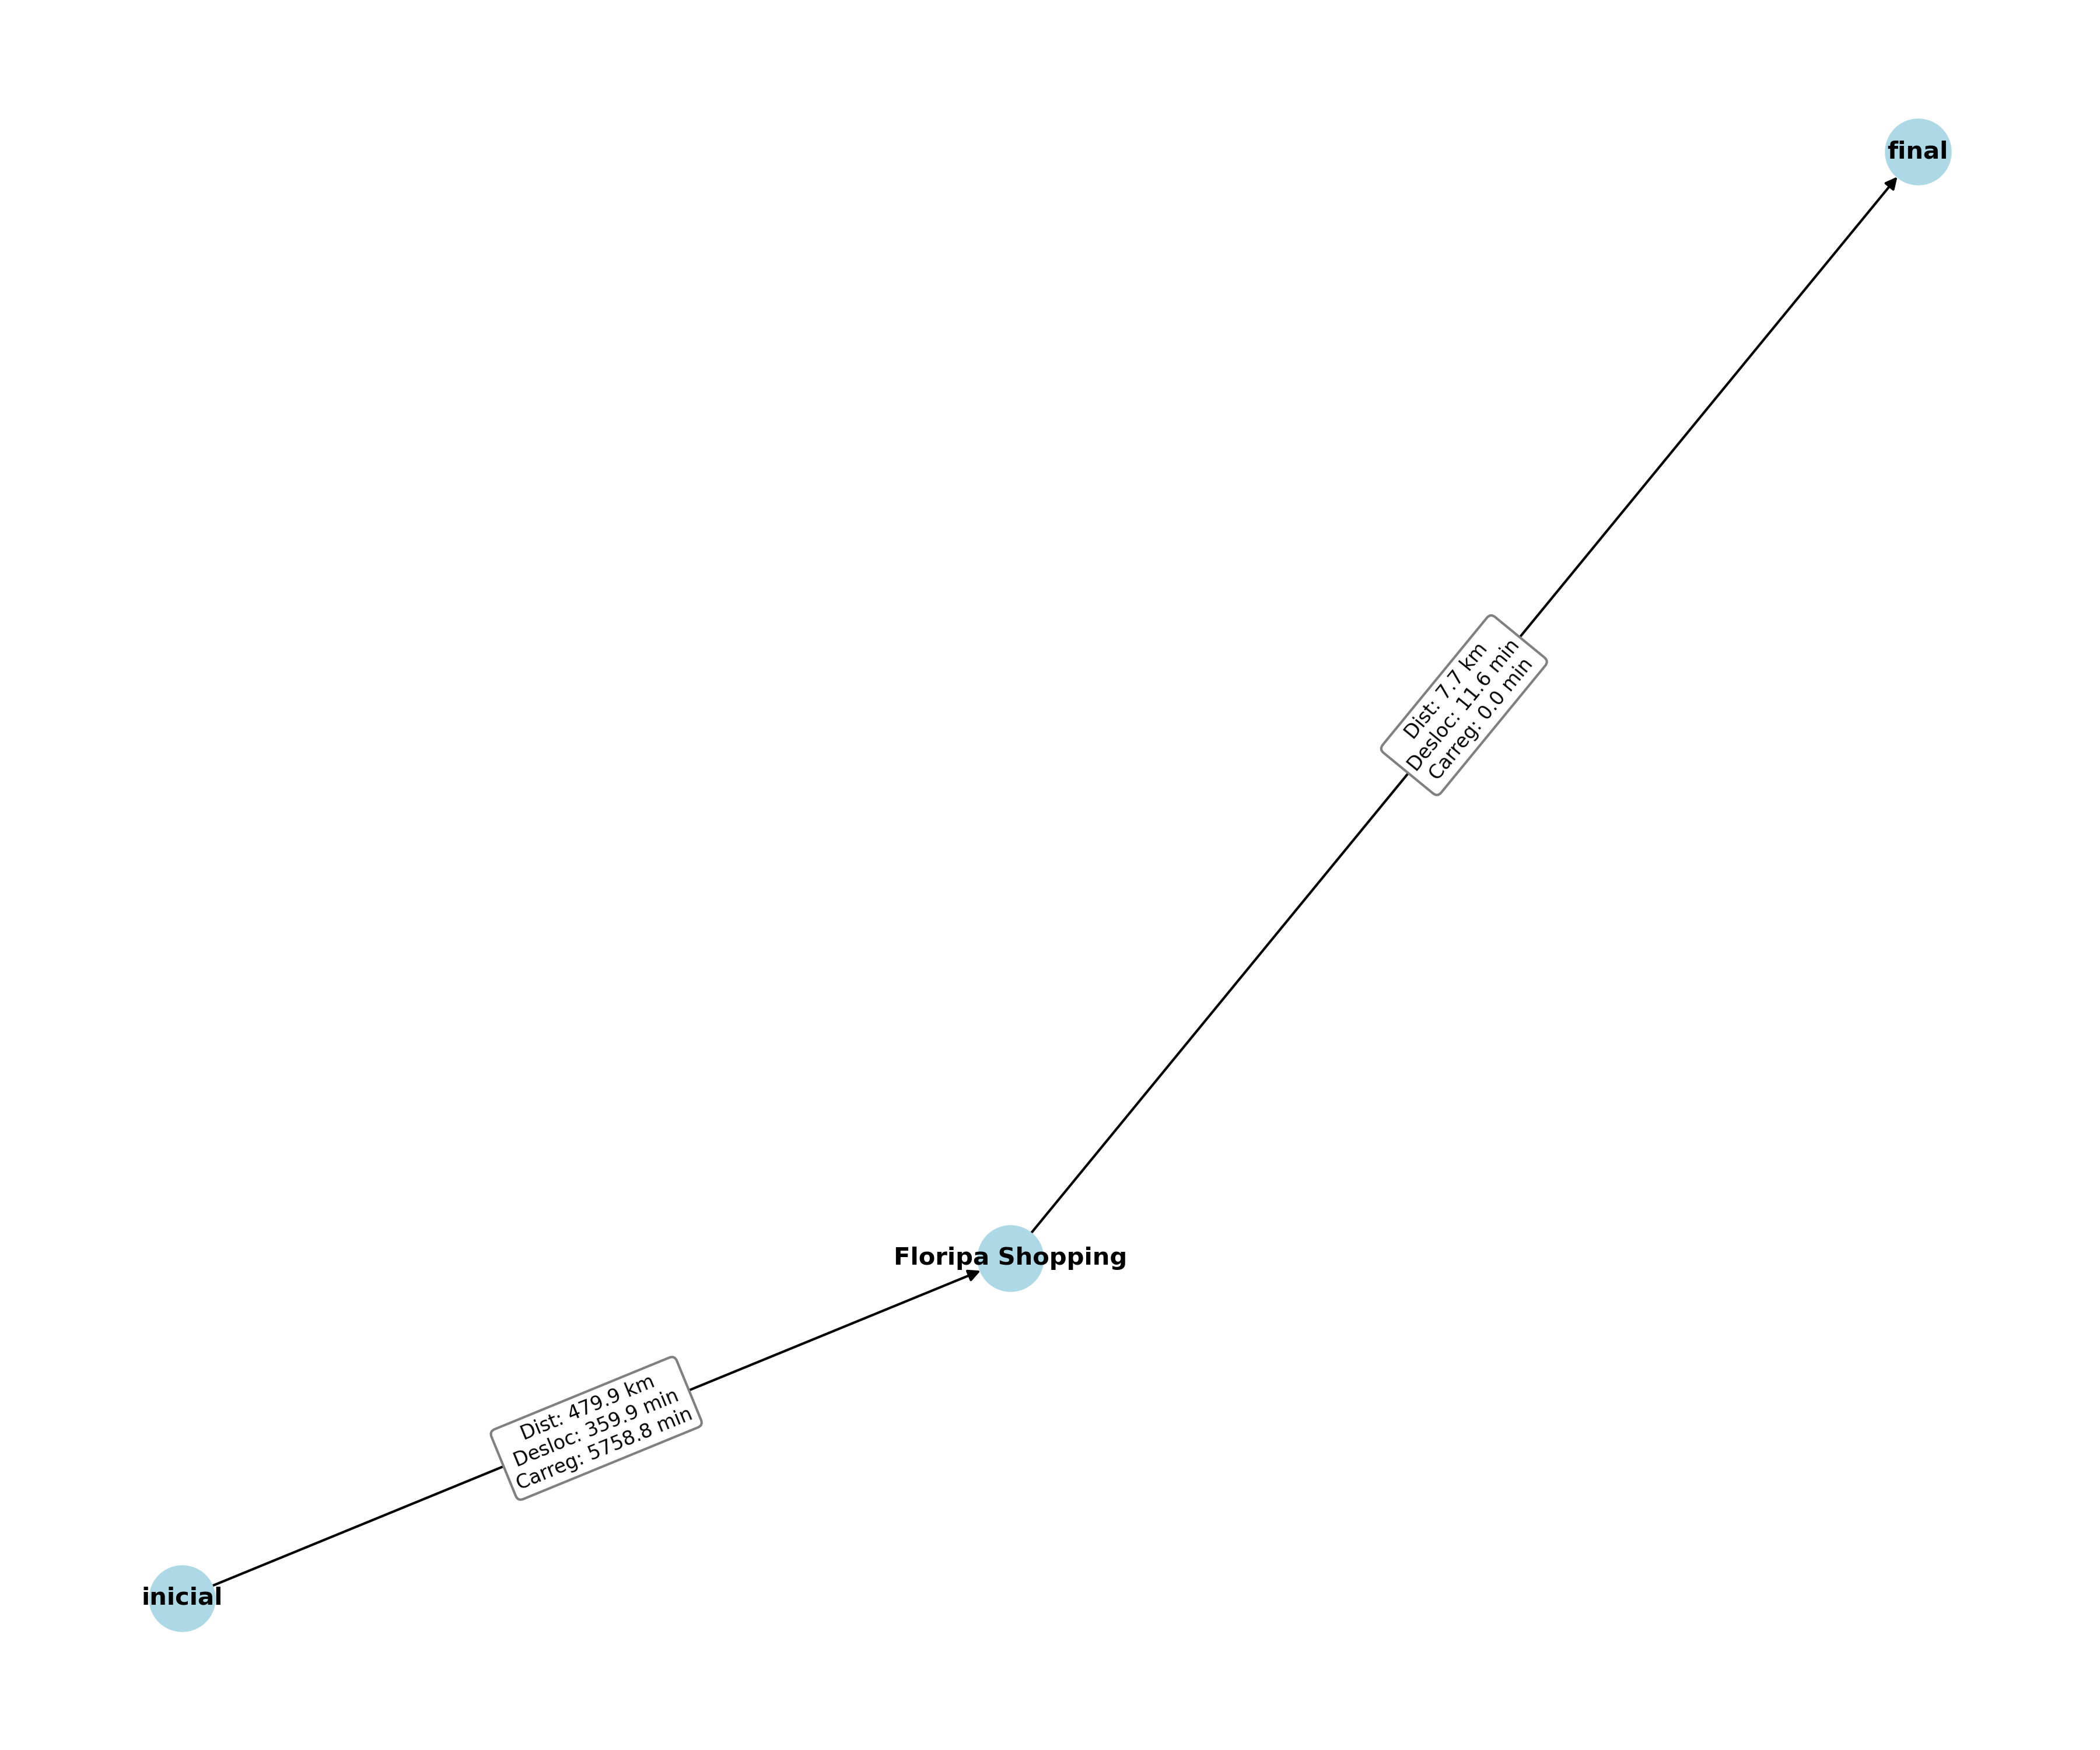 final
Dist: 7.7 km
Desloc: 11.6 min
Carreg: 0.0 min
Floripa Shopping
Dist: 479.9 km
Desloc: 359.9 min
Carreg: 5758.8 min
inicial